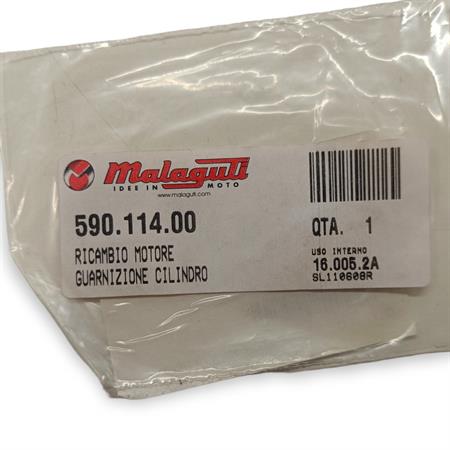 Malaguti
IDEE IN MOTO
www.malaguti.com
590.114.00
RICAMBIO MOTORE
GUARNIZIONE CILINDRO
QTA. 1
USO INTERNO
16.005.2A
SL110608R